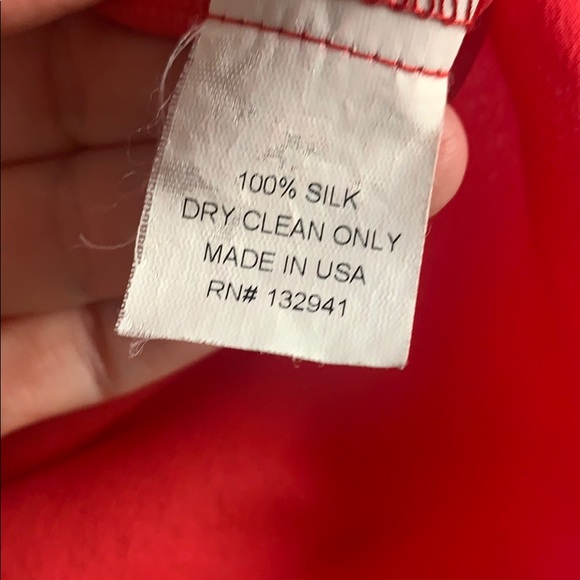 100% SILK
DRY CLEAN ONLY
MADE IN USA
RN# 132941